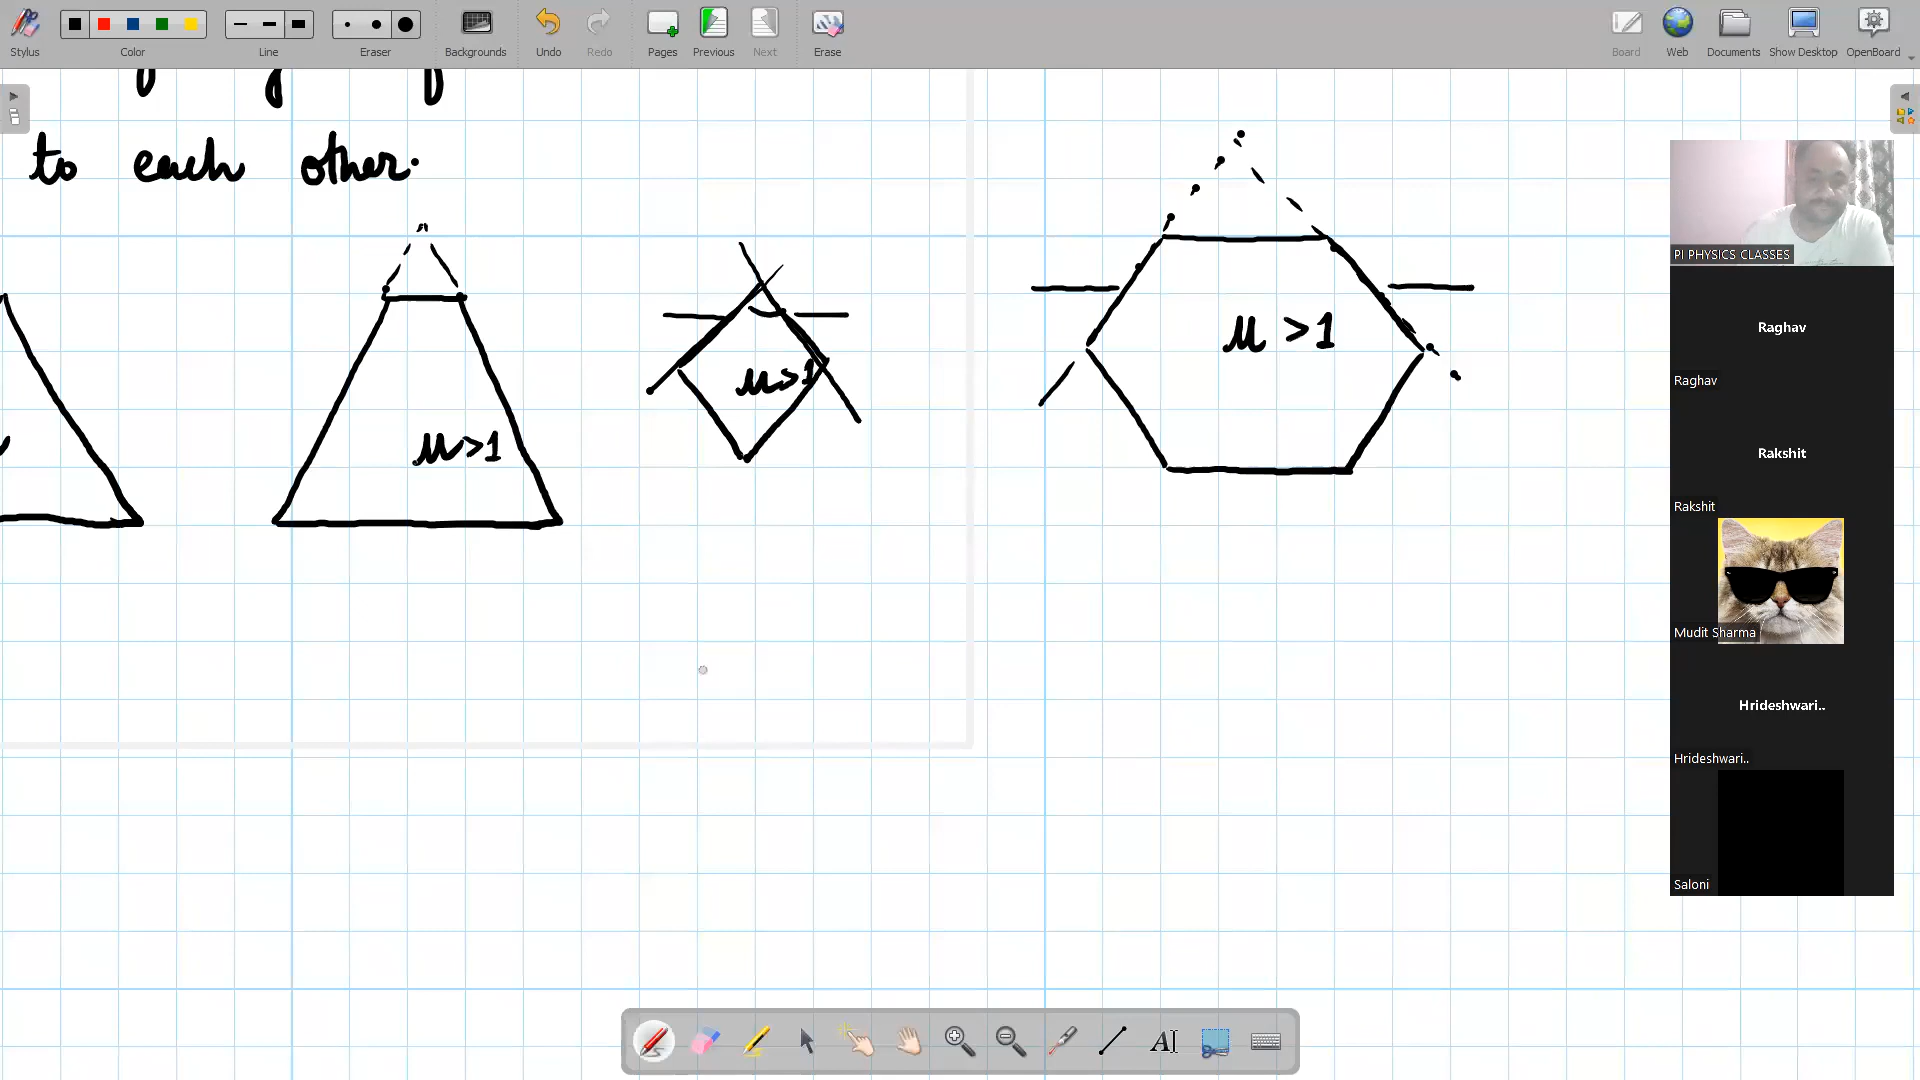 Stylus
Color
Line
Eraser
Backgrounds
Undo
Redo
Pages
Previous
Next
Erase
Board
Web
Documents
Show Desktop
OpenBoard
to each other.
μ>1
μ>1
μ >1
PI PHYSICS CLASSES
Raghav
Raghav
Rakshit
Rakshit
Mudit Sharma
Hrideshwari..
Hrideshwari..
Saloni